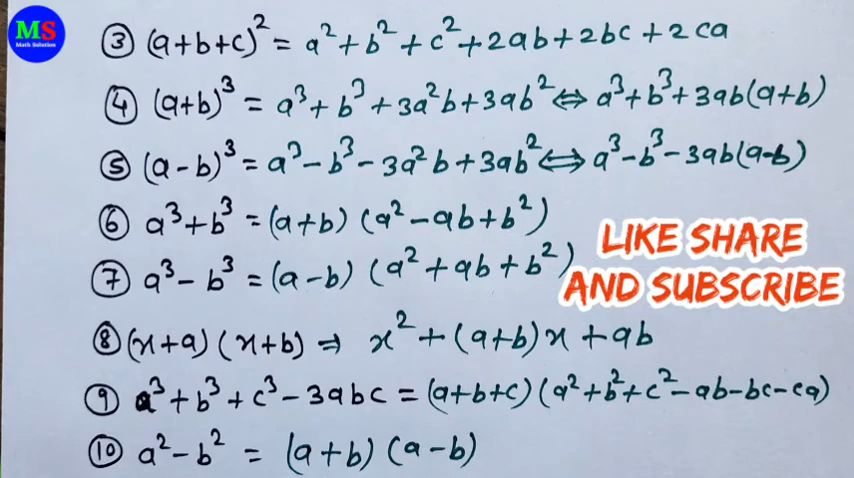 MS
Math Solution
③ (a+b+c)² = a²+b²+c²+2ab+2bc+2ca
④ (a+b)³ = a³+b³+3a²b+3ab² ⇔ a³+b³+3ab(a+b)
⑤ (a-b)³ = a³-b³-3a²b+3ab² ⇔ a³-b³-3ab(a-b)
⑥ a³+b³ = (a+b) (a²-ab+b²)
⑦ a³-b³ = (a-b) (a²+ab+b²)
LIKE SHARE
AND SUBSCRIBE
⑧ (x+a) (x+b) ⇒ x²+(a+b)x+ab
⑨ a³+b³+c³-3abc = (a+b+c) (a²+b²+c²-ab-bc-ca)
⑩ a²-b² = (a+b) (a-b)